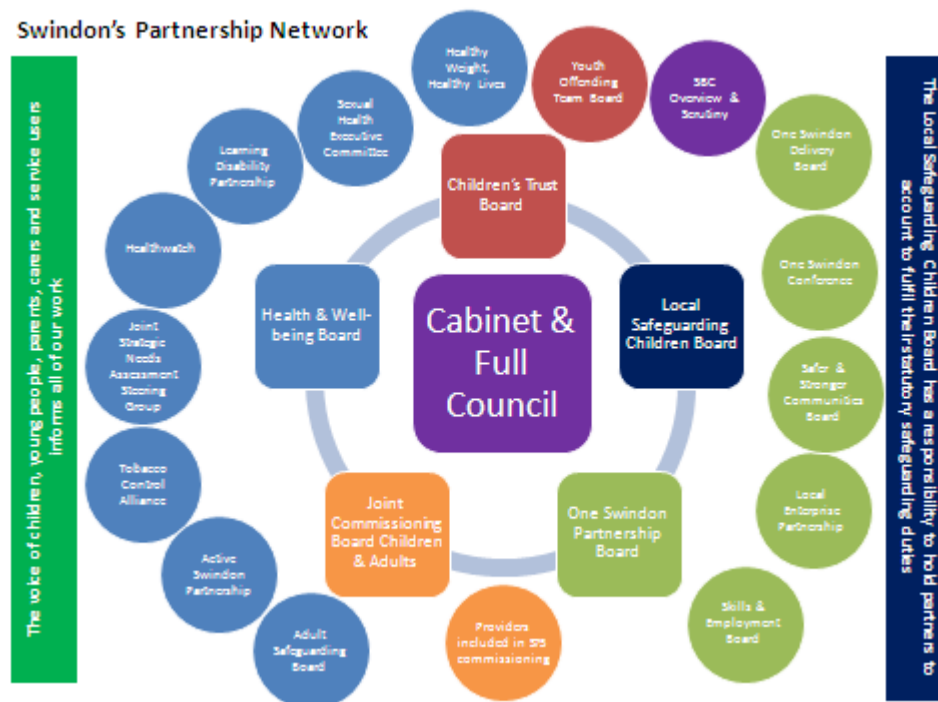 Swindon's Partnership Network
The voice of children, young people, parents, carers and service users
informs all of our work
Healthy
Weight,
Healthy Lives
Youth
Offending
Team Board
SBC
Overview &
Scrutiny
Sexual
Health
Executive
Committee
One Swindon
Delivery
Board
Learning
Disability
Partnership
Children's Trust
Board
Healthwatch
One Swindon
Conference
Health & Well-
being Board
Cabinet &
Full
Council
Local
Safeguarding
Children Board
Joint
Strategic
Needs
Assessment
Steering
Group
Safer &
Stronger
Communities
Board
Tobacco
Control
Alliance
Joint
Commissioning
Board Children
& Adults
One Swindon
Partnership
Board
Local
Enterprise
Partnership
Active
Swindon
Partnership
Adult
Safeguarding
Board
Providers
included in S75
commissioning
Skills &
Employment
Board
The Local Safeguarding Children Board has a responsibility to hold partners to
account to fulfil their statutory safeguarding duties